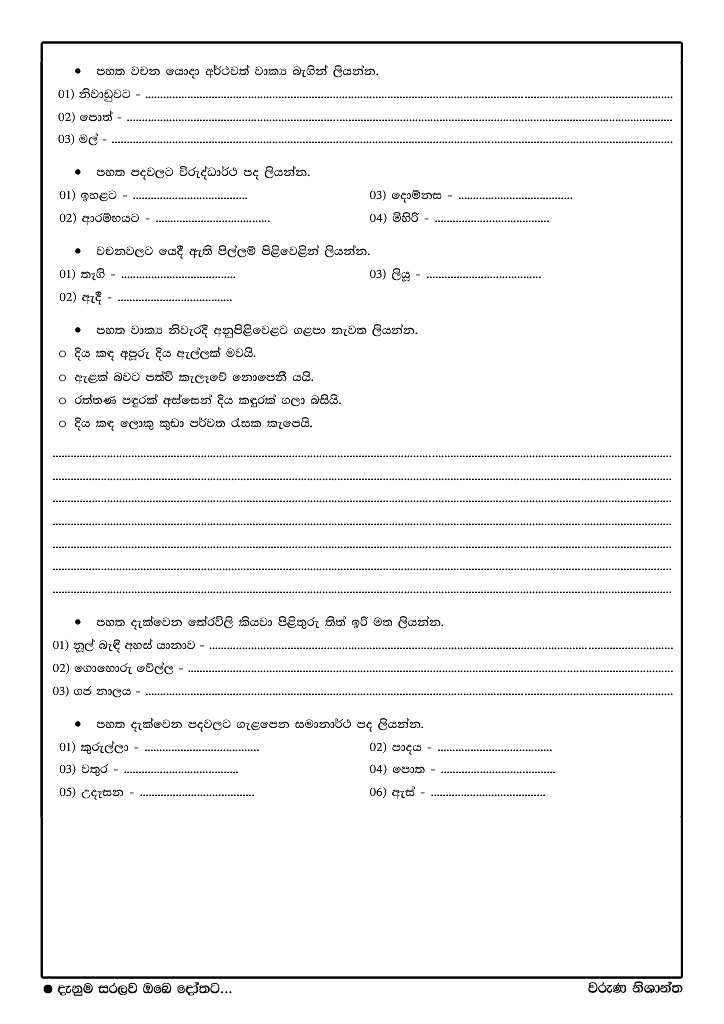 ● පහත වචන යොදා අර්ථවත් වාක්‍ය බැගින් ලියන්න.
01) නිවාඩුවට - ................................................................
02) පොත් - ................................................................
03) මල් - ................................................................
● පහත පදවලට විරුද්ධාර්ථ පද ලියන්න.
01) ඉහළට - ...................................... 03) දොම්නස - ......................................
02) ආරම්භයට - ...................................... 04) මිහිරි - ......................................
● වචනවලට යෙදී ඇති පිල්ලම් පිළිවෙළින් ලියන්න.
01) තෑගි - ...................................... 03) ලියූ - ......................................
02) ඇදී - ......................................
● පහත වාක්‍ය නිවැරදි අනුපිළිවෙළට ගළපා නැවත ලියන්න.
○ දිය කඳ අපූරු දිය ඇල්ලක් මවයි.
○ ඇළක් බවට පත්වී කැලෑවේ නොපෙනී යයි.
○ රත්තණ පඳුරක් අස්සෙන් දිය කඳුරක් ගලා බසියි.
○ දිය කඳ ලොකු කුඩා පර්වත රැසක කැපෙයි.
................................................................
................................................................
................................................................
................................................................
................................................................
................................................................
................................................................
● පහත දැක්වෙන තේරවිලි කියවා පිළිතුරු තිත් ඉරි මත ලියන්න.
01) නූල් බැඳි අහස් යානාව - ................................................................
02) ගොහොරු වේල්ල - ................................................................
03) ගජ නාලය - ................................................................
● පහත දැක්වෙන පදවලට ගැළපෙන සමානාර්ථ පද ලියන්න.
01) කුරුල්ලා - ...................................... 02) පාදය - ......................................
03) වතුර - ...................................... 04) පොත - ......................................
05) උදෑසන - ...................................... 06) ඇස් - ......................................
● දැනුම සරලව ඔබෙ දෝතට... වරුණ නිශාන්ත